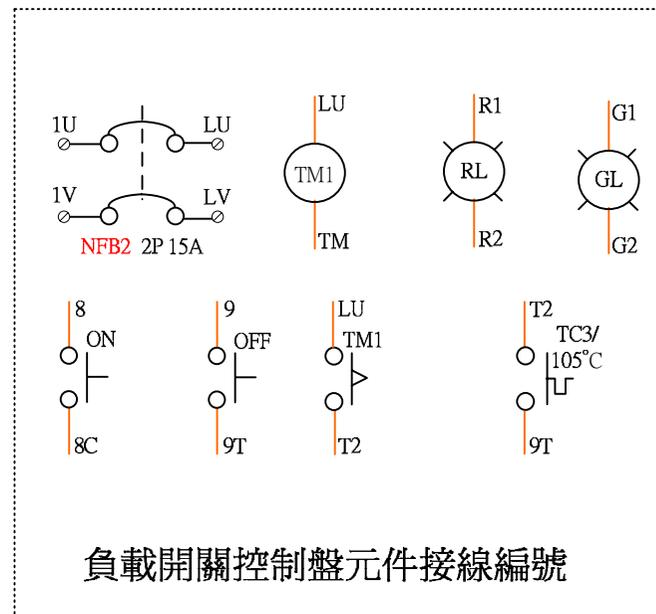 1U
LU
1V
LV
NFB2 2P 15A
LU
TM1
TM
R1
RL
R2
G1
GL
G2
8
ON
8C
9
OFF
9T
LU
TM1
T2
T2
TC3/
105°C
9T
負載開關控制盤元件接線編號